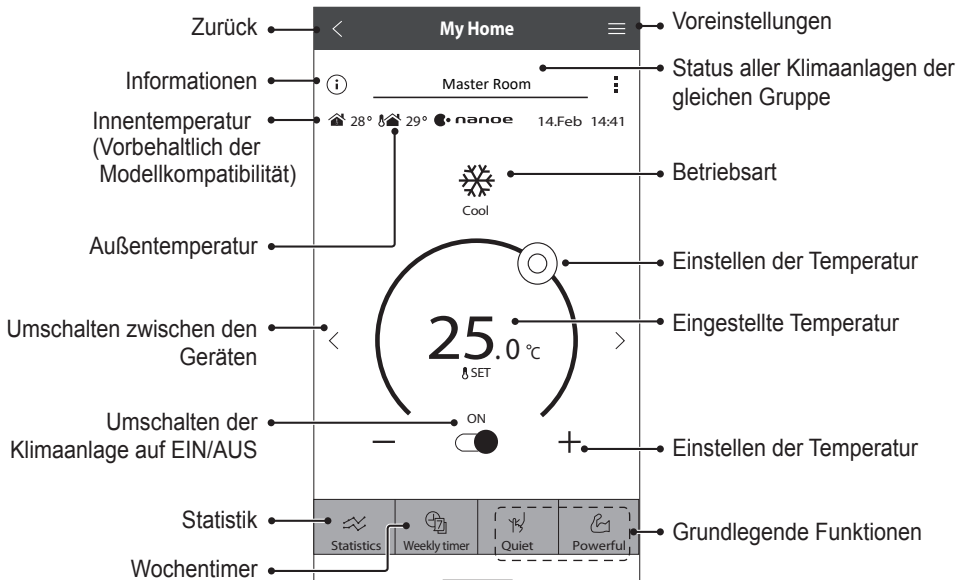 Zurück
My Home
Voreinstellungen
Informationen
Master Room
Status aller Klimaanlagen der
gleichen Gruppe
Innentemperatur
(Vorbehaltlich der
Modellkompatibilität)
28° 29° nanoe 14.Feb 14:41
Betriebsart
Cool
Außentemperatur
Einstellen der Temperatur
Umschalten zwischen den
Geräten
25.0 °C
SET
Eingestellte Temperatur
Umschalten der
Klimaanlage auf EIN/AUS
ON
− +
Einstellen der Temperatur
Statistik
Statistics
Weekly timer
Quiet
Powerful
Grundlegende Funktionen
Wochentimer